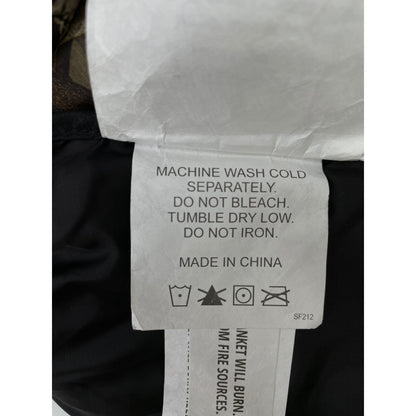 MACHINE WASH COLD
SEPARATELY.
DO NOT BLEACH.
TUMBLE DRY LOW.
DO NOT IRON.
MADE IN CHINA
SF212
NKET WILL BURN.
OM FIRE SOURCES.